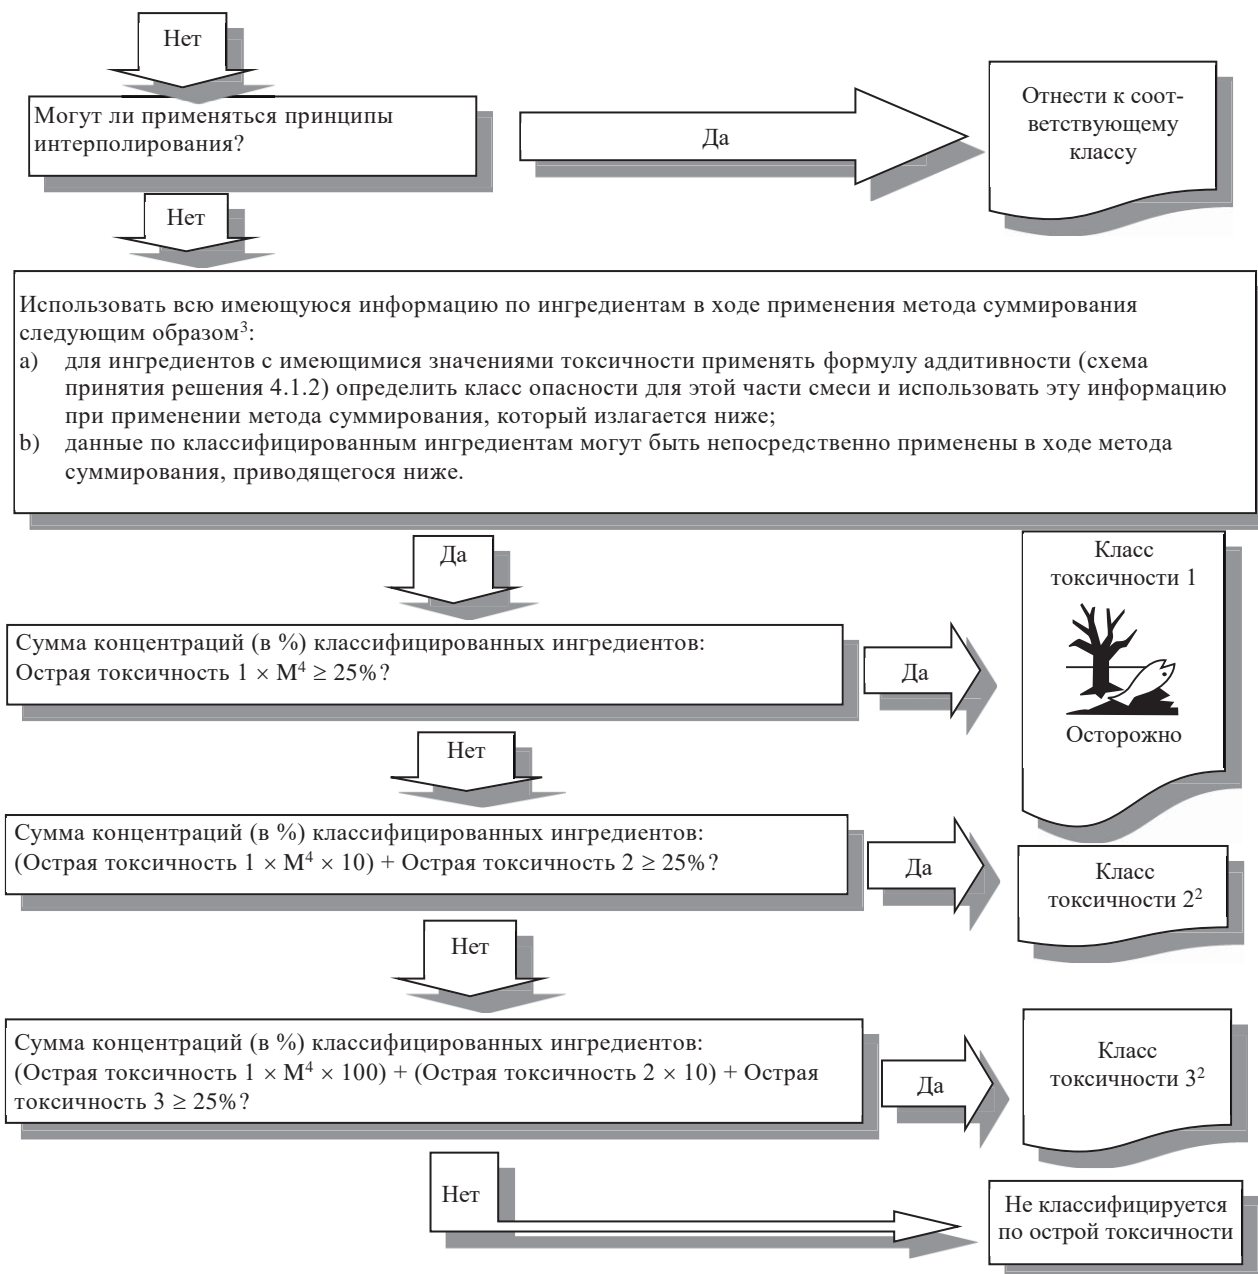 Нет
Могут ли применяться принципы
интерполирования?
Да
Отнести к соот-
ветствующему
классу
Нет
Использовать всю имеющуюся информацию по ингредиентам в ходе применения метода суммирования
следующим образом³:
a) для ингредиентов с имеющимися значениями токсичности применять формулу аддитивности (схема
принятия решения 4.1.2) определить класс опасности для этой части смеси и использовать эту информацию
при применении метода суммирования, который излагается ниже;
b) данные по классифицированным ингредиентам могут быть непосредственно применены в ходе метода
суммирования, приводящегося ниже.
Да
Класс
токсичности 1
Осторожно
Сумма концентраций (в %) классифицированных ингредиентов:
Острая токсичность 1 × M⁴ ≥ 25%?
Да
Нет
Сумма концентраций (в %) классифицированных ингредиентов:
(Острая токсичность 1 × M⁴ × 10) + Острая токсичность 2 ≥ 25%?
Да
Класс
токсичности 2²
Нет
Сумма концентраций (в %) классифицированных ингредиентов:
(Острая токсичность 1 × M⁴ × 100) + (Острая токсичность 2 × 10) + Острая
токсичность 3 ≥ 25%?
Да
Класс
токсичности 3²
Нет
Не классифицируется
по острой токсичности